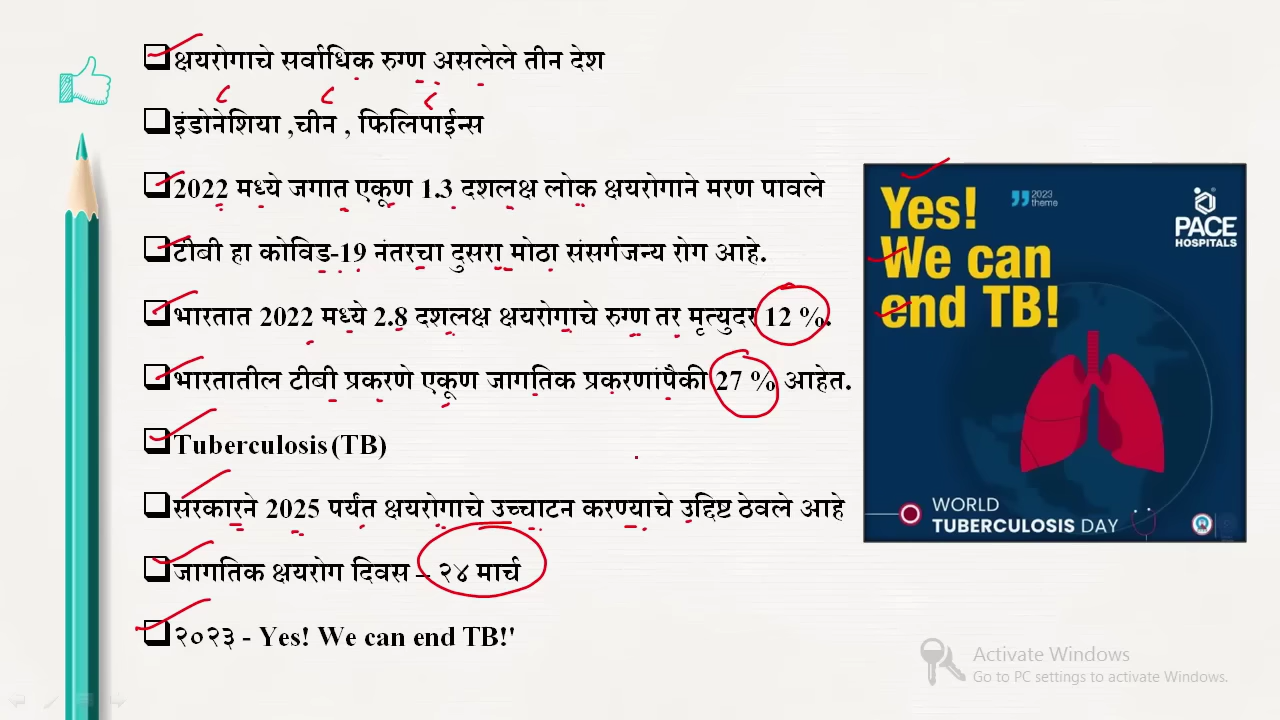 क्षयरोगाचे सर्वाधिक रुग्ण असलेले तीन देश
इंडोनेशिया ,चीन , फिलिपाईन्स
2022 मध्ये जगात एकूण 1.3 दशलक्ष लोक क्षयरोगाने मरण पावले
टीबी हा कोविड-19 नंतरचा दुसरा मोठा संसर्गजन्य रोग आहे.
भारतात 2022 मध्ये 2.8 दशलक्ष क्षयरोगाचे रुग्ण तर मृत्युदर 12 %.
भारतातील टीबी प्रकरणे एकूण जागतिक प्रकरणांपैकी 27 % आहेत.
Tuberculosis (TB)
सरकारने 2025 पर्यंत क्षयरोगाचे उच्चाटन करण्याचे उद्दिष्ट ठेवले आहे
जागतिक क्षयरोग दिवस – २४ मार्च
२०२३ - Yes! We can end TB!'
Yes!
We can
end TB!
2023
theme
PACE
HOSPITALS
WORLD
TUBERCULOSIS DAY
Activate Windows
Go to PC settings to activate Windows.